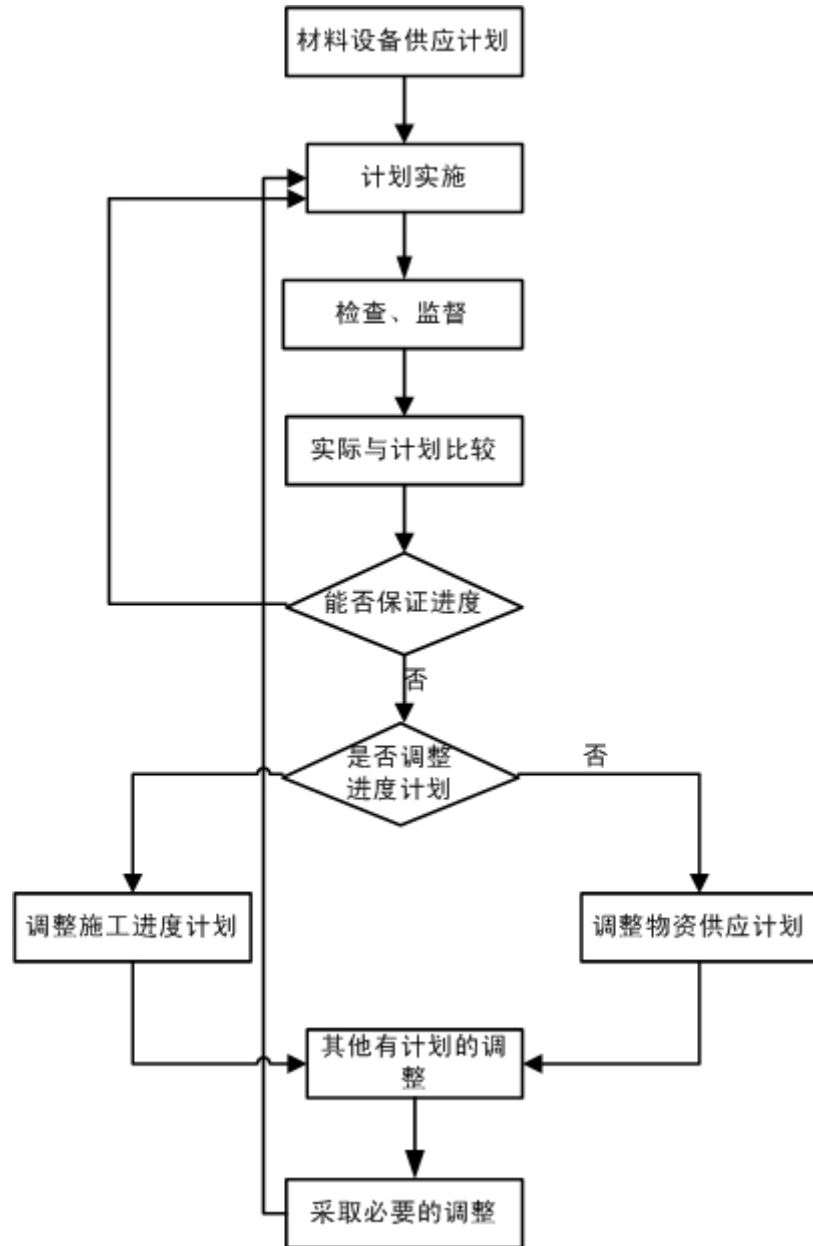 材料设备供应计划
计划实施
检查、监督
实际与计划比较
能否保证进度
否
是否调整
进度计划
否
调整施工进度计划
调整物资供应计划
其他有计划的调
整
采取必要的调整